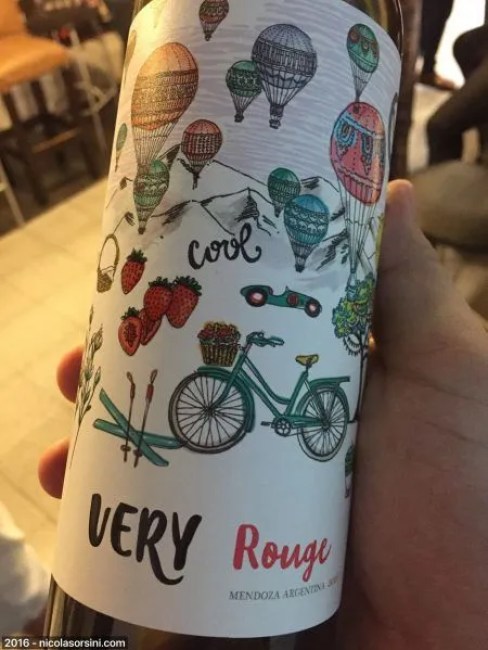 cool
VERY Rouge
MENDOZA ARGENTINA
2016 - nicolasorsini.com